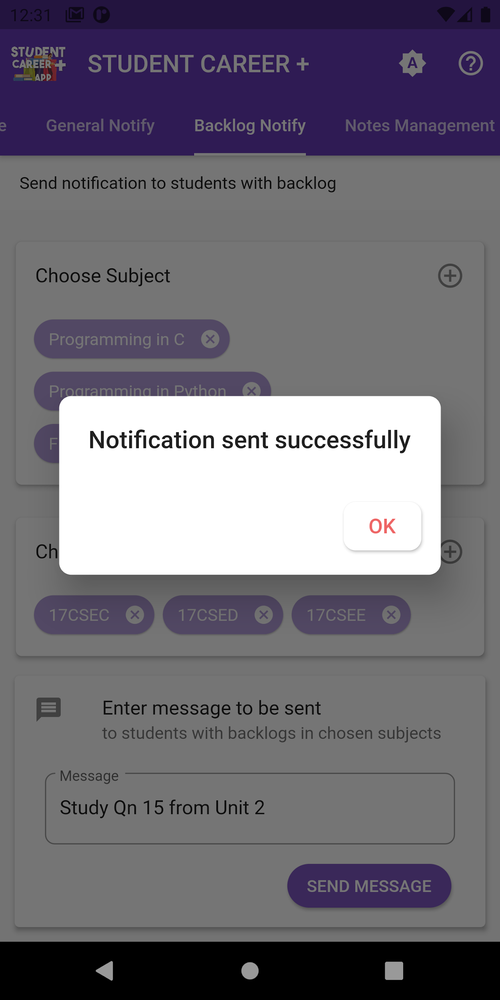 12:31
STUDENT
CAREER +
APP
STUDENT CAREER +
A
e General Notify Backlog Notify Notes Management
Send notification to students with backlog
Choose Subject
Programming in C
Programming in Python
F
Notification sent successfully
OK
Ch
17CSEC 17CSED 17CSEE
Enter message to be sent
to students with backlogs in chosen subjects
Message
Study Qn 15 from Unit 2
SEND MESSAGE